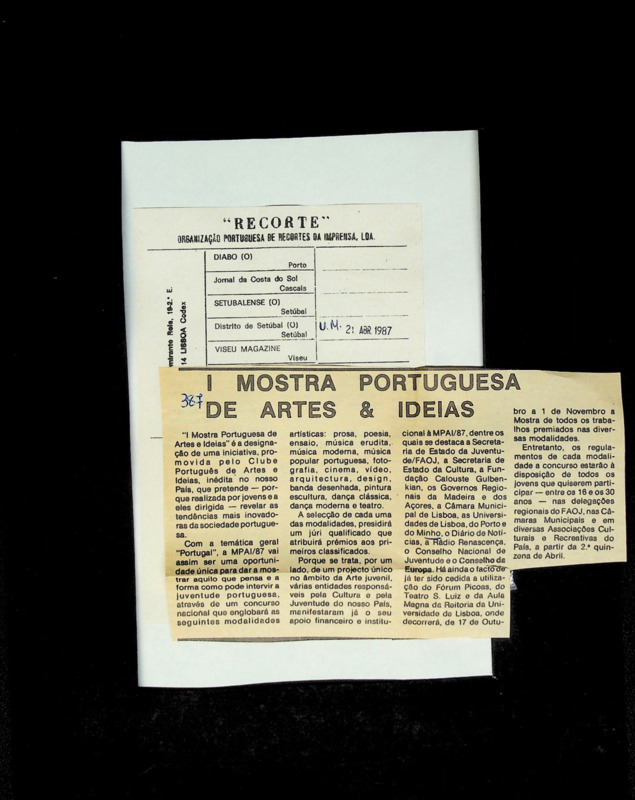 "RECORTE"
ORGANIZAÇÃO PORTUGUESA DE RECORTES DA IMPRENSA, LDA.
mirante Reis, 19-2.º E.
14 LISBOA Codex
DIABO (O)
Porto
Jornal da Costa do Sol
Cascais
SETUBALENSE (O)
Setúbal
Distrito de Setúbal (O)
Setúbal
U.M. 21 ABR 1987
VISEU MAGAZINE
Viseu
387
I MOSTRA PORTUGUESA
DE ARTES & IDEIAS
"I Mostra Portuguesa de
Artes e Ideias" é a designa-
ção de uma iniciativa, pro-
movida pelo Clube
Português de Artes e
Ideias, inédita no nosso
País, que pretende — por-
que realizada por jovens e a
eles dirigida — revelar as
tendências mais inovado-
ras da sociedade portugue-
sa.
Com a temática geral
"Portugal", a MPAI/87 vai
assim ser uma oportuni-
dade única para dar a mos-
trar aquilo que pensa e a
forma como pode intervir a
juventude portuguesa,
através de um concurso
nacional que englobará as
seguintes modalidades
artísticas: prosa, poesia,
ensaio, música erudita,
música moderna, música
popular portuguesa, foto-
grafia, cinema, vídeo,
arquitectura, design,
banda desenhada, pintura
escultura, dança clássica,
dança moderna e teatro.
A selecção de cada uma
das modalidades, presidirá
um júri qualificado que
atribuirá prémios aos pri-
meiros classificados.
Porque se trata, por um
lado, de um projecto único
no âmbito da Arte juvenil,
várias entidades responsá-
veis pela Cultura e pela
Juventude do nosso País,
manifestaram já o seu
apoio financeiro e institu-
cional à MPAI/87, dentre os
quais se destaca a Secreta-
ria de Estado da Juventu-
de/FAOJ, a Secretaria de
Estado da Cultura, a Fun-
dação Calouste Gulben-
kian, os Governos Regio-
nais da Madeira e dos
Açores, a Câmara Munici-
pal de Lisboa, as Universi-
dades de Lisboa, do Porto e
do Minho, o Diário de Notí-
cias, a Rádio Renascença,
o Conselho Nacional de
Juventude e o Conselho da
Europa. Há ainda o facto de
já ter sido cedida a utiliza-
ção do Fórum Picoas, do
Teatro S. Luiz e da Aula
Magna da Reitoria da Uni-
versidade de Lisboa, onde
decorrerá, de 17 de Outu-
bro a 1 de Novembro a
Mostra de todos os traba-
lhos premiados nas diver-
sas modalidades.
Entretanto, os regula-
mentos de cada modali-
dade a concurso estarão à
disposição de todos os
jovens que quiserem parti-
cipar — entre os 16 e os 30
anos — nas delegações
regionais do FAOJ, nas Câ-
maras Municipais e em
diversas Associações Cul-
turais e Recreativas do
País, a partir da 2.ª quin-
zena de Abril.